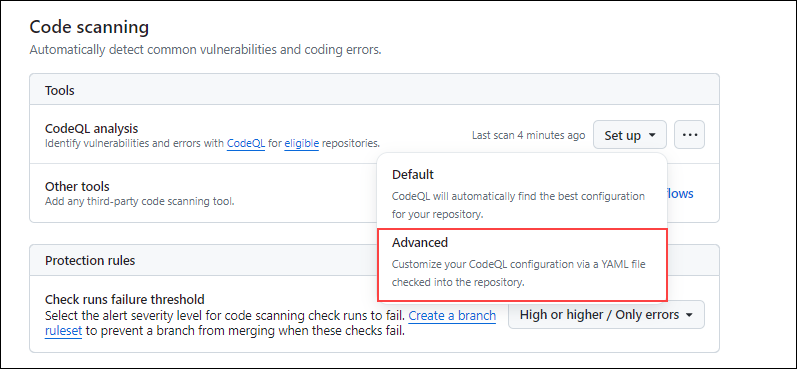 Code scanning
Automatically detect common vulnerabilities and coding errors.
Tools
CodeQL analysis
Identify vulnerabilities and errors with CodeQL for eligible repositories.
Last scan 4 minutes ago
Set up
Default
CodeQL will automatically find the best configuration
for your repository.
Other tools
Add any third-party code scanning tool.
flows
Advanced
Customize your CodeQL configuration via a YAML file
checked into the repository.
Protection rules
Check runs failure threshold
Select the alert severity level for code scanning check runs to fail. Create a branch
ruleset to prevent a branch from merging when these checks fail.
High or higher / Only errors